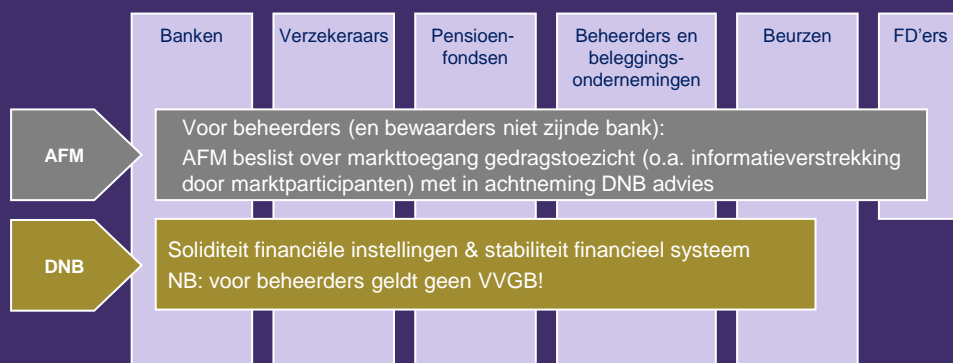 Banken
Verzekeraars
Pensioen-
fondsen
Beheerders en
beleggings-
ondernemingen
Beurzen
FD’ers
AFM
Voor beheerders (en bewaarders niet zijnde bank):
AFM beslist over markttoegang gedragstoezicht (o.a. informatieverstrekking
door marktparticipanten) met in achtneming DNB advies
DNB
Soliditeit financiële instellingen & stabiliteit financieel systeem
NB: voor beheerders geldt geen VVGB!